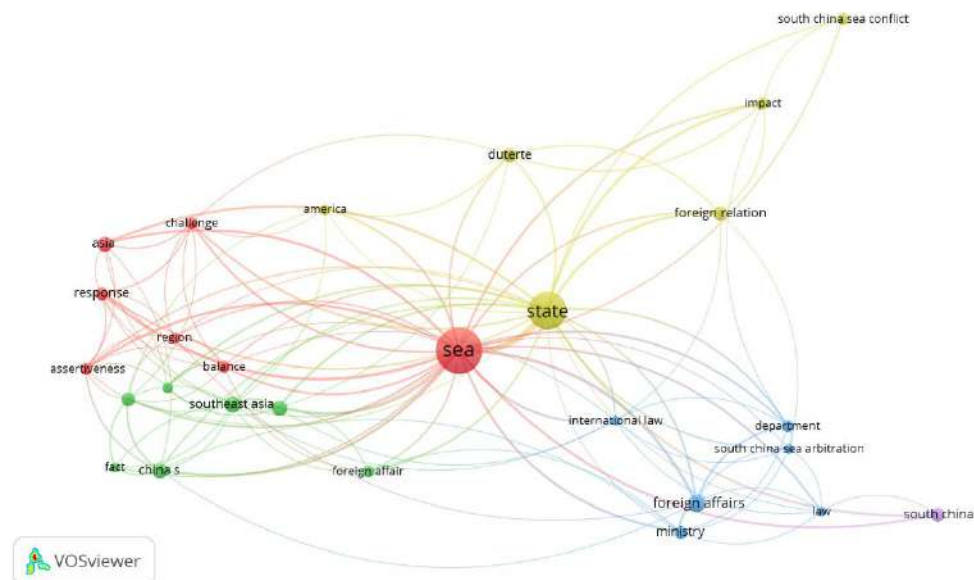 south china sea conflict
impact
duterte
america
foreign relation
challenge
asia
response
state
region
sea
assertiveness
balance
southeast asia
international law
department
south china sea arbitration
fact
china s
foreign affair
foreign affairs
law
south china
ministry
VOSviewer